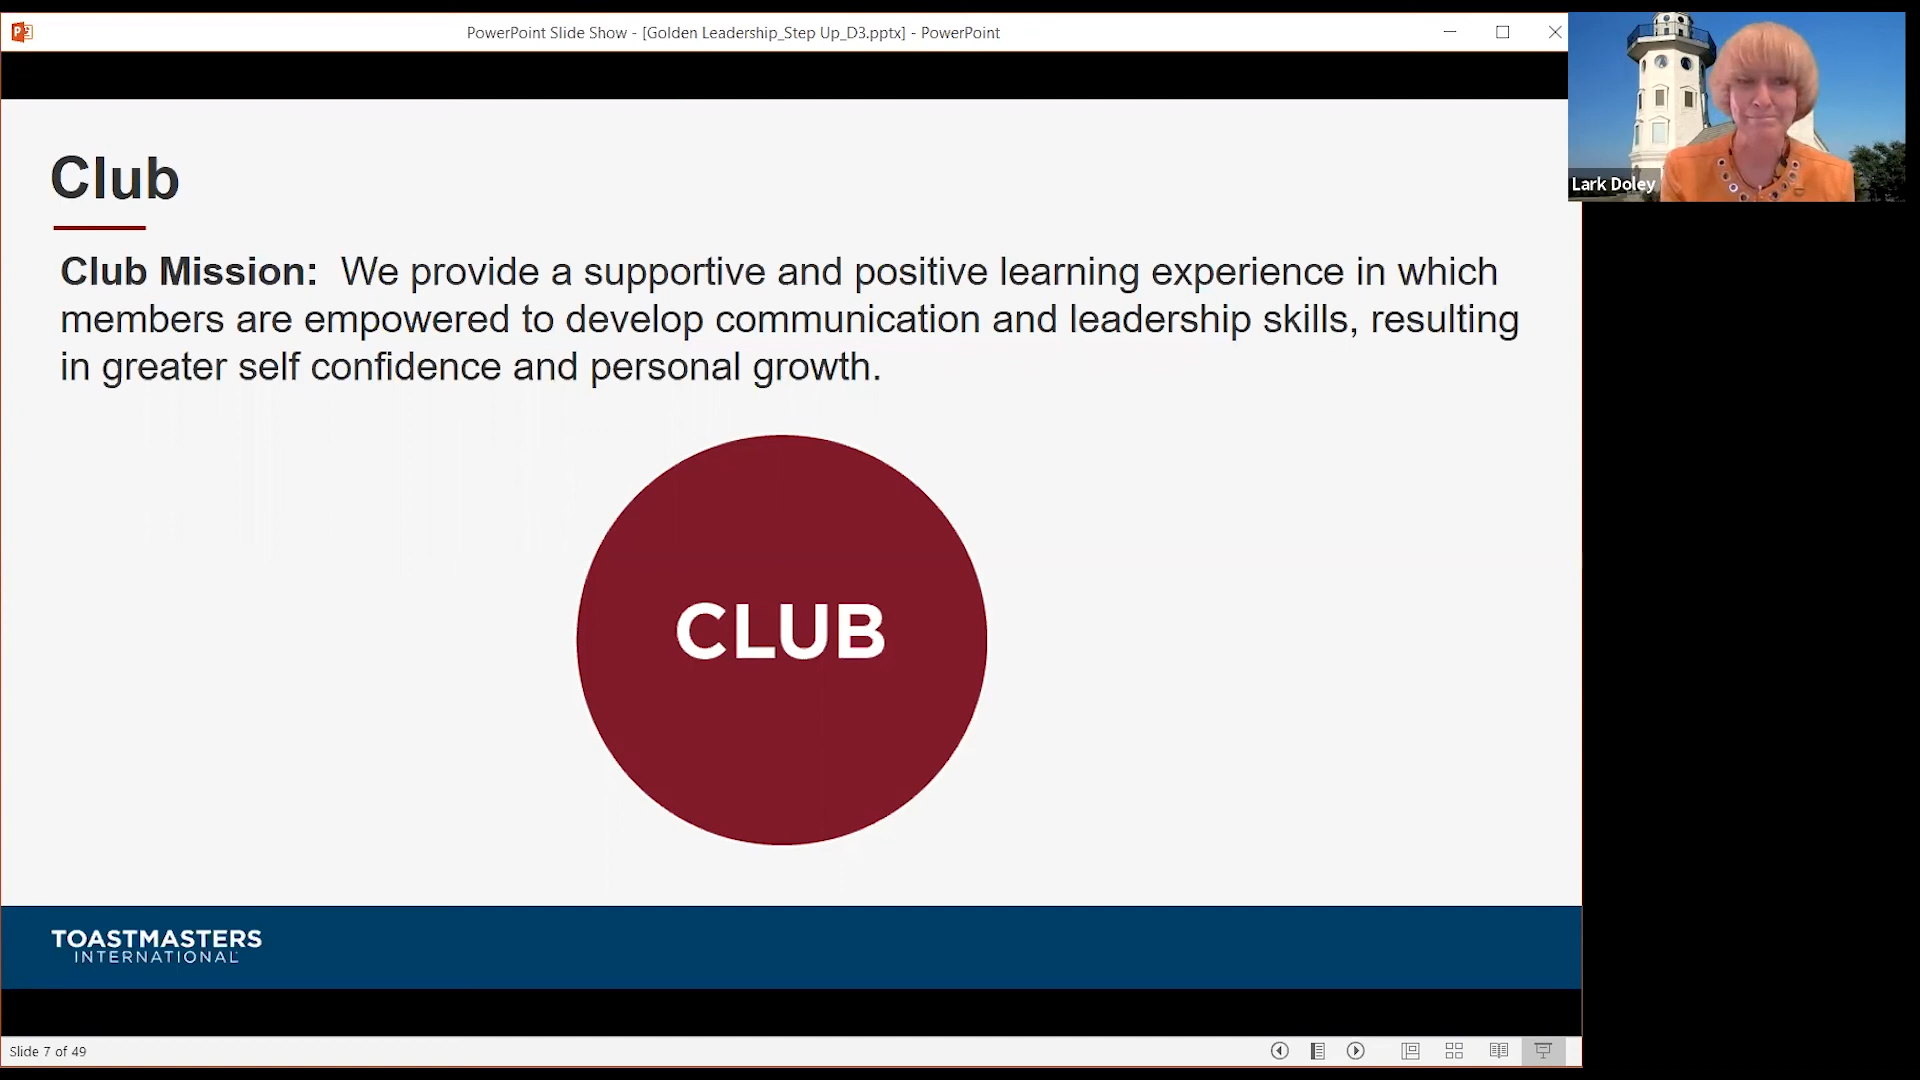 PowerPoint Slide Show - [Golden Leadership_Step Up_D3.pptx] - PowerPoint
Lark Doley
Club
Club Mission: We provide a supportive and positive learning experience in which
members are empowered to develop communication and leadership skills, resulting
in greater self confidence and personal growth.
CLUB
TOASTMASTERS
INTERNATIONAL
Slide 7 of 49